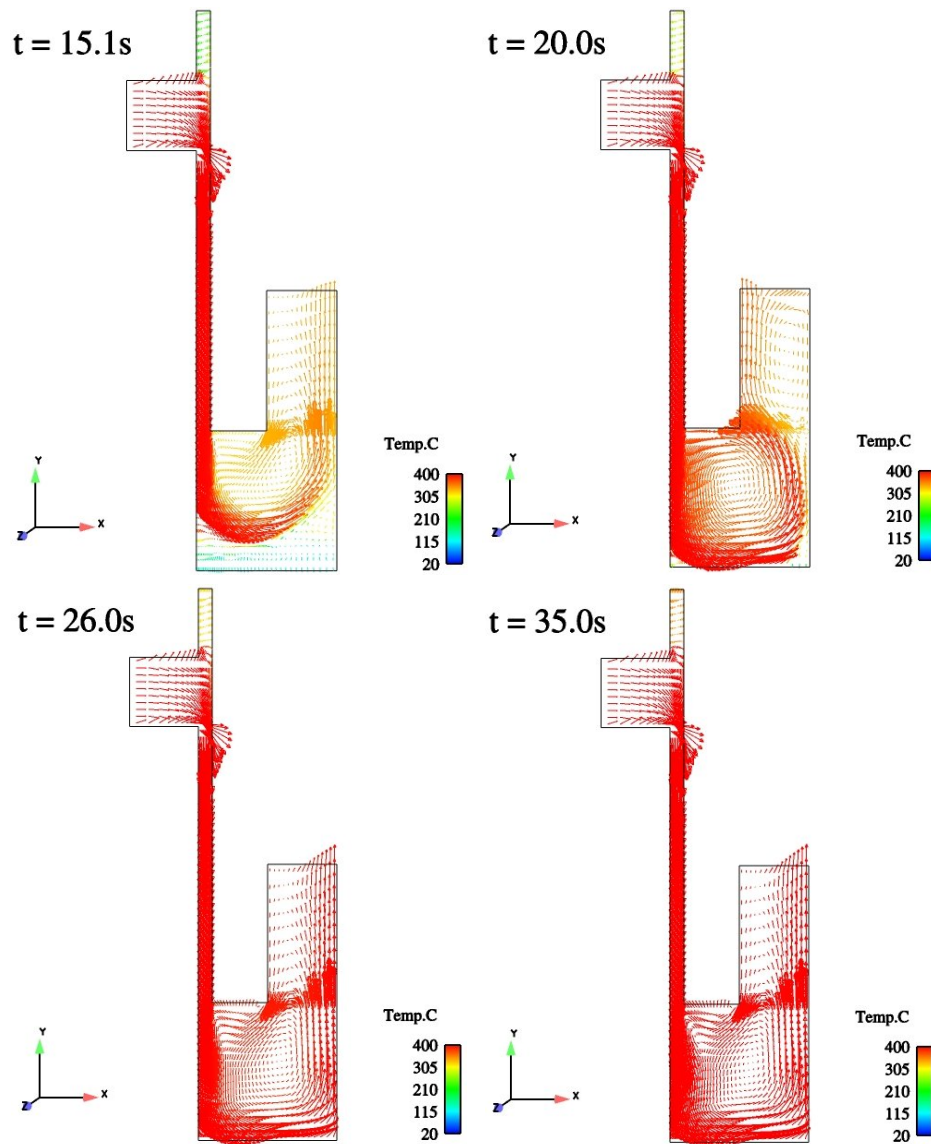 t = 15.1s
Temp.C
400
305
210
115
20
Y
X
Z
t = 20.0s
Temp.C
400
305
210
115
20
Y
X
Z
t = 26.0s
Temp.C
400
305
210
115
20
Y
X
Z
t = 35.0s
Temp.C
400
305
210
115
20
Y
X
Z